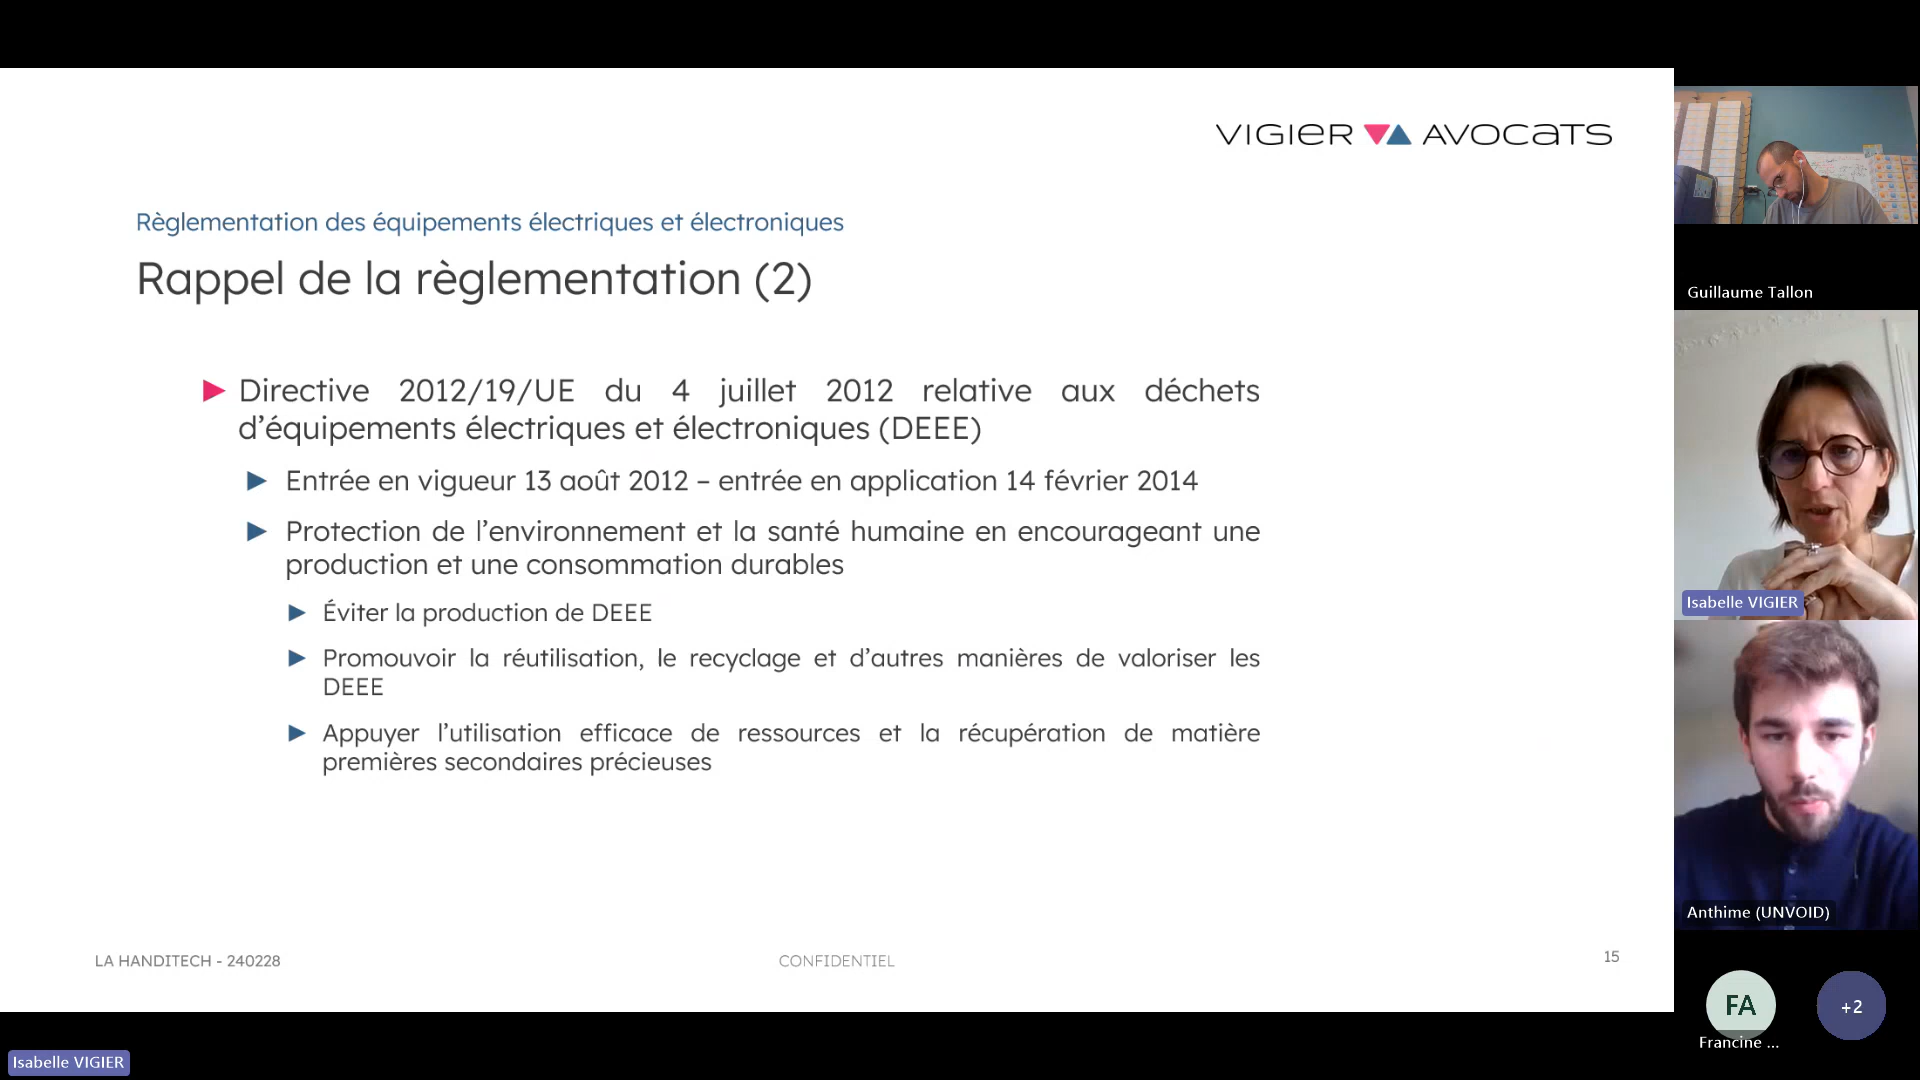 VIGIER AVOCATS
Règlementation des équipements électriques et électroniques
Rappel de la règlementation (2)
Directive 2012/19/UE du 4 juillet 2012 relative aux déchets
d’équipements électriques et électroniques (DEEE)
Entrée en vigueur 13 août 2012 – entrée en application 14 février 2014
Protection de l’environnement et la santé humaine en encourageant une
production et une consommation durables
Éviter la production de DEEE
Promouvoir la réutilisation, le recyclage et d’autres manières de valoriser les
DEEE
Appuyer l’utilisation efficace de ressources et la récupération de matière
premières secondaires précieuses
LA HANDITECH - 240228
CONFIDENTIEL
15
Guillaume Tallon
Isabelle VIGIER
Anthime (UNVOID)
FA
+2
Francine ...
Isabelle VIGIER